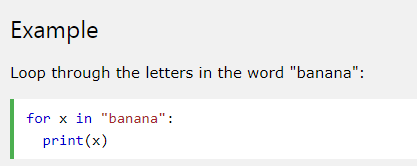 Example
Loop through the letters in the word "banana":
for x in "banana":
  print(x)